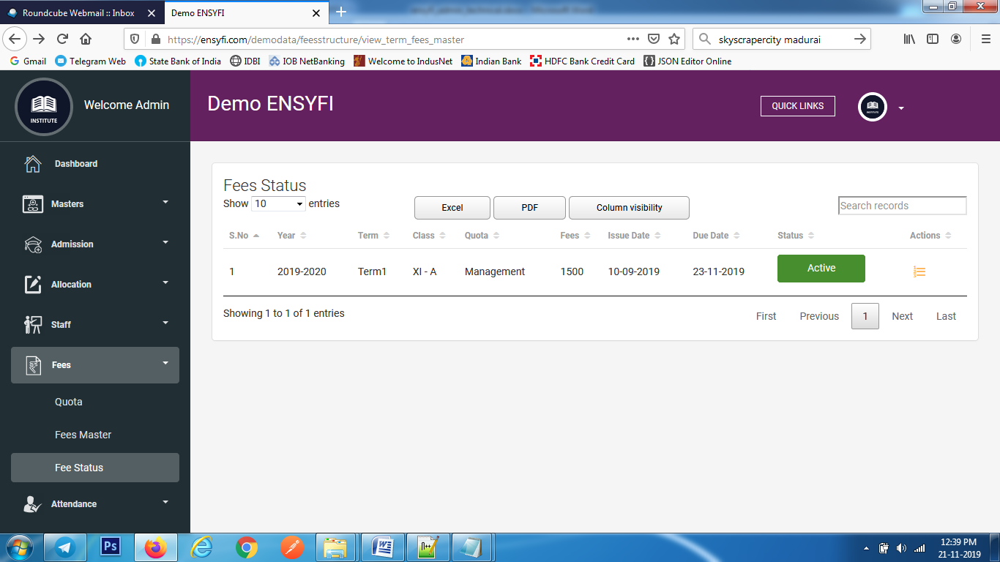 Roundcube Webmail :: Inbox
Demo ENSYFI
https://ensyfi.com/demodata/feesstructure/view_term_fees_master
skyscrapercity madurai
Gmail
Telegram Web
State Bank of India
IDBI
IOB NetBanking
Welcome to IndusNet
Indian Bank
HDFC Bank Credit Card
JSON Editor Online
INSTITUTE
Welcome Admin
Demo ENSYFI
QUICK LINKS
INSTITUTE
Dashboard
Masters
Admission
Allocation
Staff
Fees
Quota
Fees Master
Fee Status
Attendance
Fees Status
Show 10 entries
Excel
PDF
Column visibility
Search records
S.No Year Term Class Quota Fees Issue Date Due Date Status Actions
1 2019-2020 Term1 XI - A Management 1500 10-09-2019 23-11-2019 Active
Showing 1 to 1 of 1 entries
First Previous 1 Next Last
Ps
12:39 PM
21-11-2019